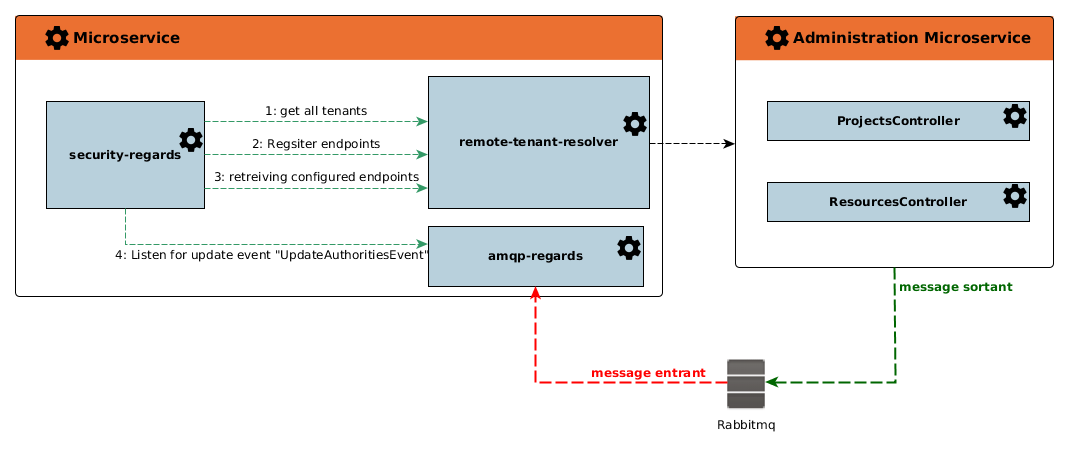 Microservice
Administration Microservice
security-regards
1: get all tenants
2: Regsiter endpoints
3: retreiving configured endpoints
remote-tenant-resolver
ProjectsController
ResourcesController
4: Listen for update event "UpdateAuthoritiesEvent"
amqp-regards
message sortant
message entrant
Rabbitmq